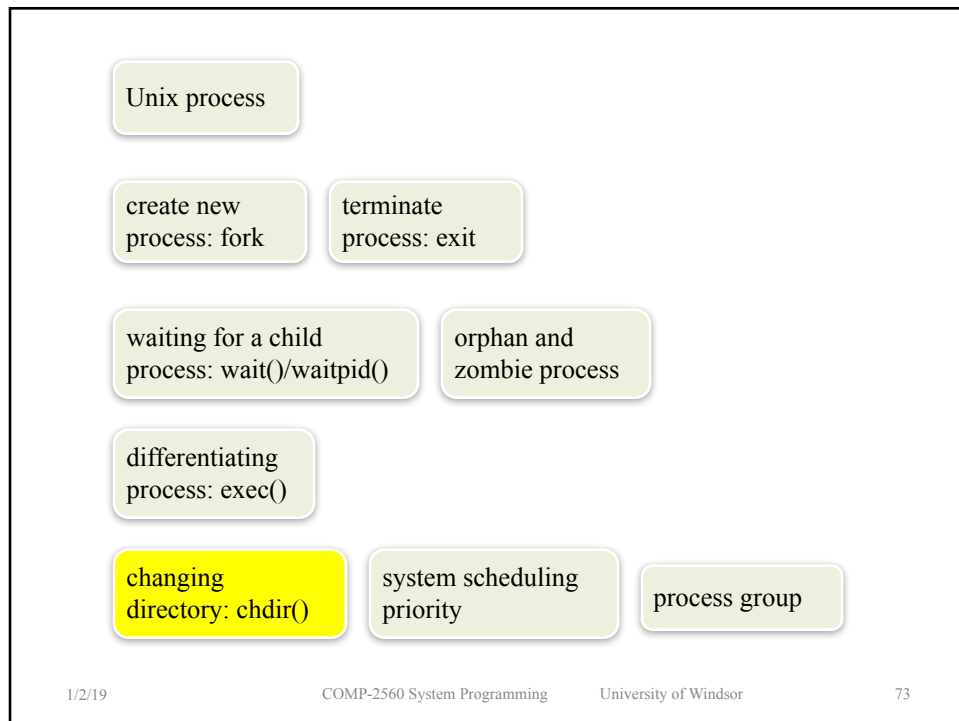 Unix process
create new
process: fork
terminate
process: exit
waiting for a child
process: wait()/waitpid()
orphan and
zombie process
differentiating
process: exec()
changing
directory: chdir()
system scheduling
priority
process group
1/2/19 COMP-2560 System Programming University of Windsor 73